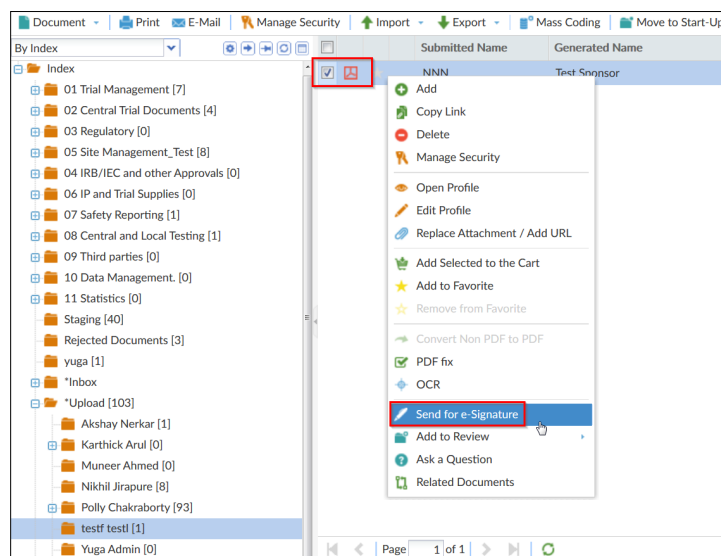 Document Print E-Mail Manage Security Import Export Mass Coding Move to Start-Up
By Index
Submitted Name Generated Name
Index
NNN Test Sponsor
01 Trial Management [7]
02 Central Trial Documents [4]
03 Regulatory [0]
05 Site Management_Test [8]
04 IRB/IEC and other Approvals [0]
06 IP and Trial Supplies [0]
07 Safety Reporting [1]
08 Central and Local Testing [1]
09 Third parties [0]
10 Data Management. [0]
11 Statistics [0]
Staging [40]
Rejected Documents [3]
yuga [1]
*Inbox
*Upload [103]
Akshay Nerkar [1]
Karthick Arul [0]
Muneer Ahmed [0]
Nikhil Jirapure [8]
Polly Chakraborty [93]
testf testl [1]
Yuga Admin [0]
Add
Copy Link
Delete
Manage Security
Open Profile
Edit Profile
Replace Attachment / Add URL
Add Selected to the Cart
Add to Favorite
Remove from Favorite
Convert Non PDF to PDF
PDF fix
OCR
Send for e-Signature
Add to Review
Ask a Question
Related Documents
Page 1 of 1